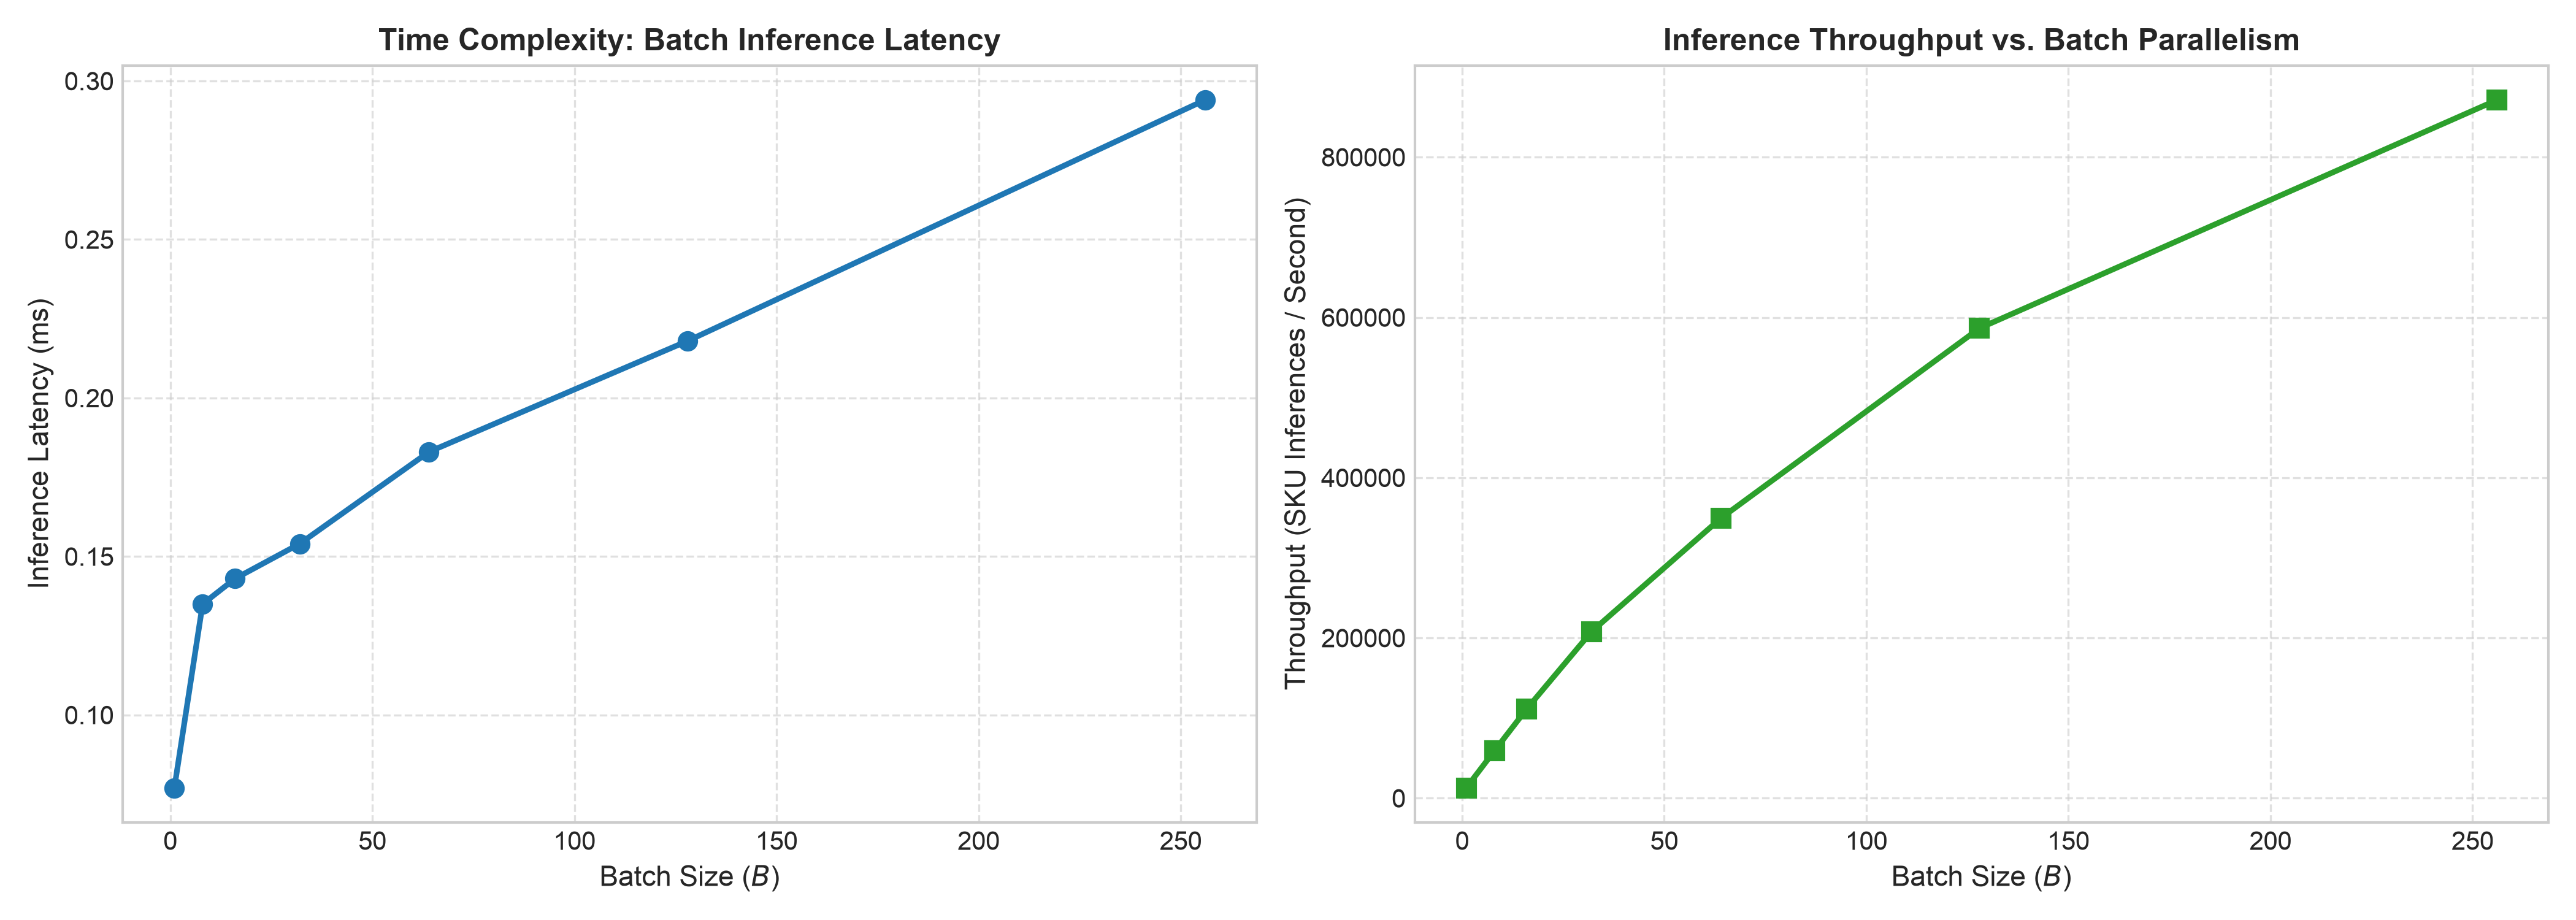 Time Complexity: Batch Inference Latency
Inference Latency (ms)
0.30
0.25
0.20
0.15
0.10
0 50 100 150 200 250
Batch Size (B)
Inference Throughput vs. Batch Parallelism
Throughput (SKU Inferences / Second)
800000
600000
400000
200000
0
0 50 100 150 200 250
Batch Size (B)